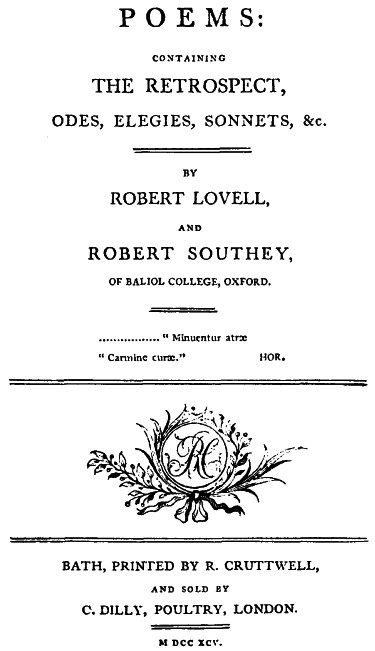 POEMS:
CONTAINING
THE RETROSPECT,
ODES, ELEGIES, SONNETS, &c.
BY
ROBERT LOVELL,
AND
ROBERT SOUTHEY,
OF BALIOL COLLEGE, OXFORD.
.................. " Minuentur atræ
" Carmine curæ." HOR.
RC
BATH, PRINTED BY R. CRUTTWELL,
AND SOLD BY
C. DILLY, POULTRY, LONDON.
M DCC XCV.